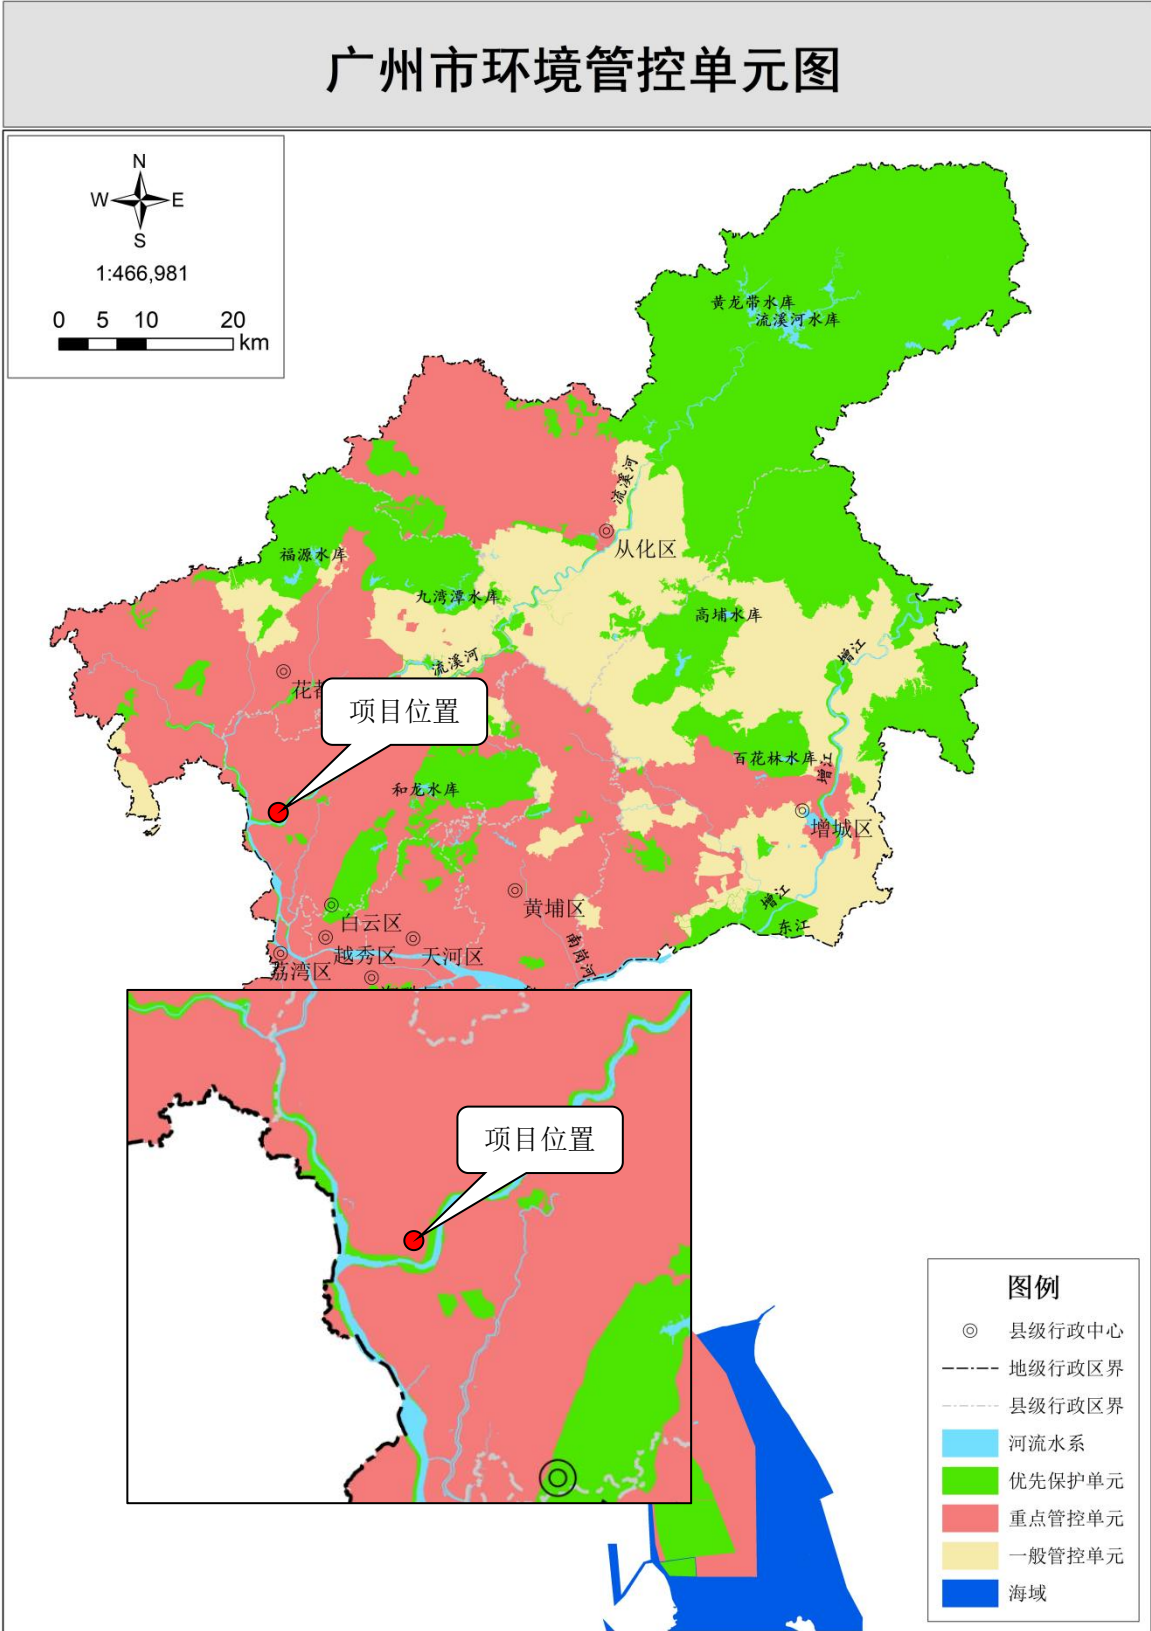 广州市环境管控单元图
N
W E
S
1:466,981
0 5 10 20
km
黄龙带水库
流溪河水库
流溪河
从化区
福源水库
九湾潭水库
高埔水库
流溪河
增江
花都
项目位置
百花林水库
增江
和龙水库
增城区
黄埔区
增江
白云区
东江
越秀区
天河区
南岗河
荔湾区
项目位置
图例
县级行政中心
地级行政区界
县级行政区界
河流水系
优先保护单元
重点管控单元
一般管控单元
海域